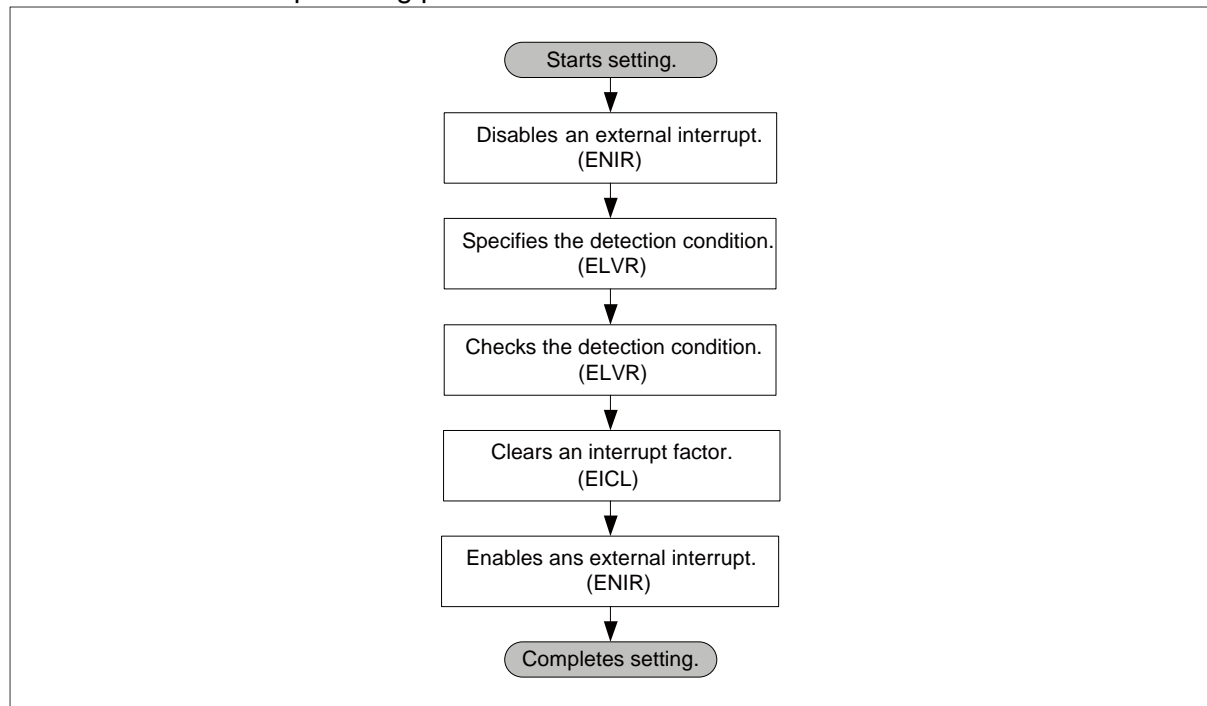 Starts setting.
Disables an external interrupt.
(ENIR)
Specifies the detection condition.
(ELVR)
Checks the detection condition.
(ELVR)
Clears an interrupt factor.
(EICL)
Enables ans external interrupt.
(ENIR)
Completes setting.